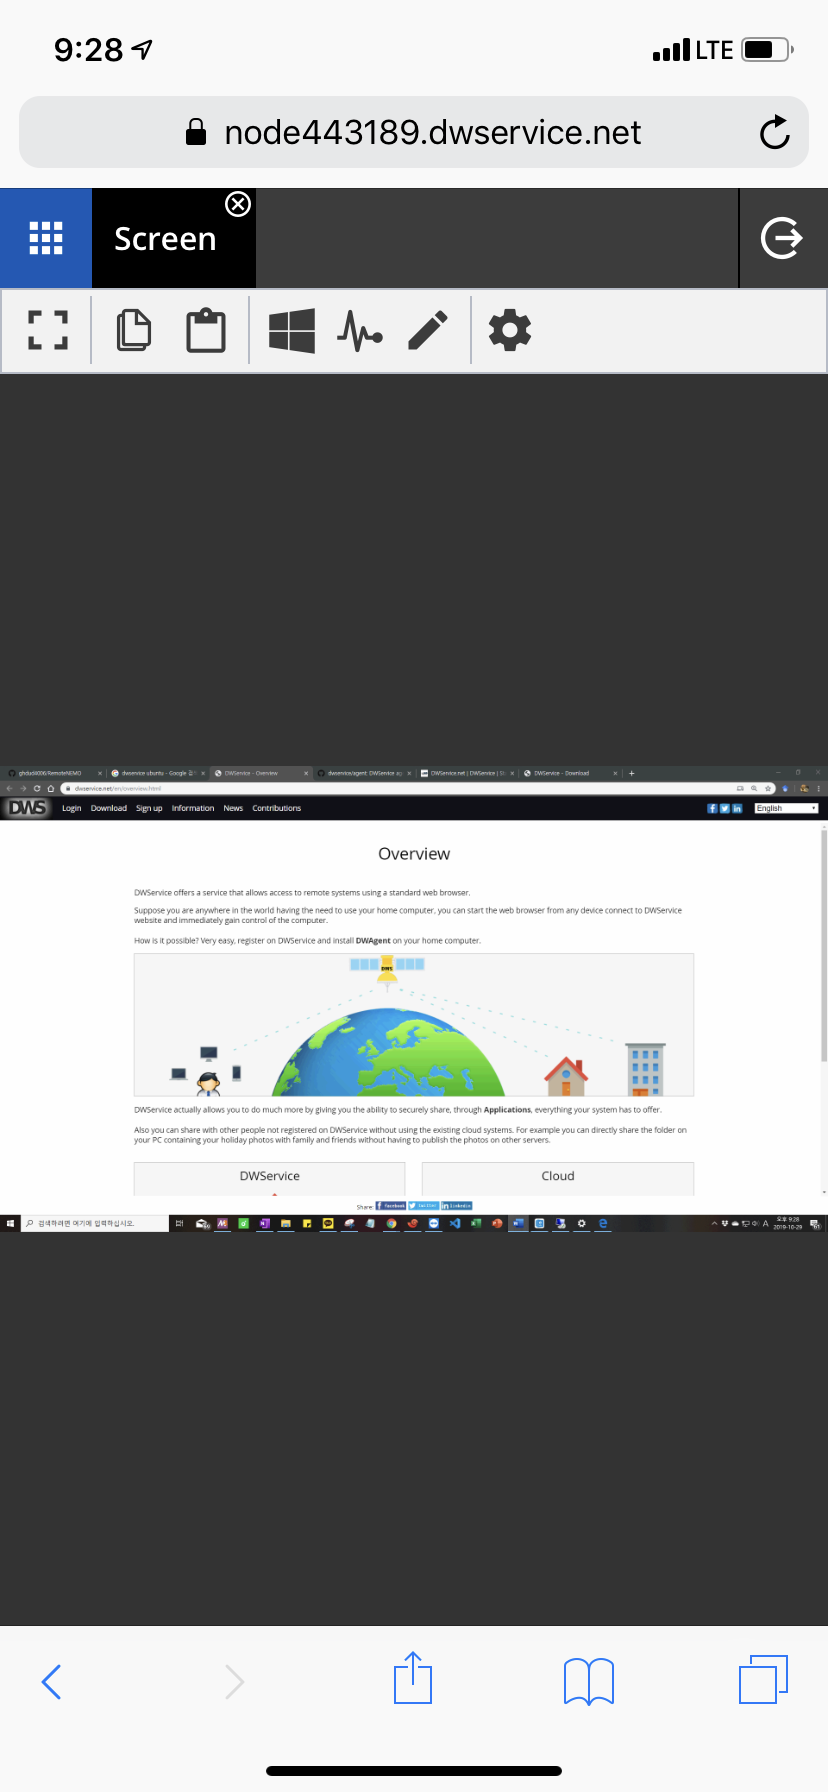 9:28
LTE
node443189.dwservice.net
Screen
DWService - Overview
DWService - Download
dwservice.net/en/overview.html
DWS
Login Download Sign up Information News Contributions
English
Overview
DWService offers a service that allows access to remote systems using a standard web browser.
Suppose you are anywhere in the world having the need to use your home computer, you can start the web browser from any device connect to DWService
website and immediately gain control of the computer.
How is it possible? Very easy, register on DWService and install DWAgent on your home computer.
DWS
DWService actually allows you to do much more by giving you the ability to securely share, through Applications, everything your system has to offer.
Also you can share with other people not registered on DWService without using the existing cloud systems. For example you can directly share the folder on
your PC containing your holiday photos with family and friends without having to publish the photos on other servers.
DWService
Cloud
Share: facebook twitter linkedin
검색하려면 여기에 입력하십시오.
A
오후 9:28
2019-10-29